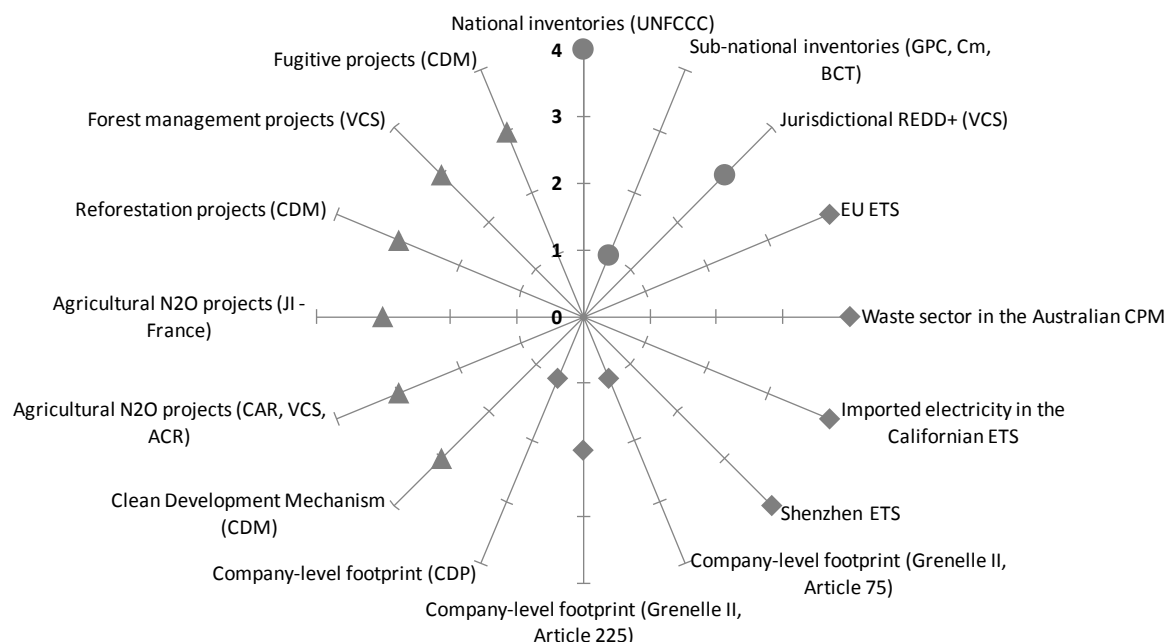 National inventories (UNFCCC)
Sub-national inventories (GPC, Cm,
BCT)
Jurisdictional REDD+ (VCS)
EU ETS
Waste sector in the Australian CPM
Imported electricity in the
Californian ETS
Shenzhen ETS
Company-level footprint (Grenelle II,
Article 75)
Company-level footprint (Grenelle II,
Article 225)
Company-level footprint (CDP)
Clean Development Mechanism
(CDM)
Agricultural N2O projects (CAR, VCS,
ACR)
Agricultural N2O projects (JI -
France)
Reforestation projects (CDM)
Forest management projects (VCS)
Fugitive projects (CDM)
4
3
2
1
0